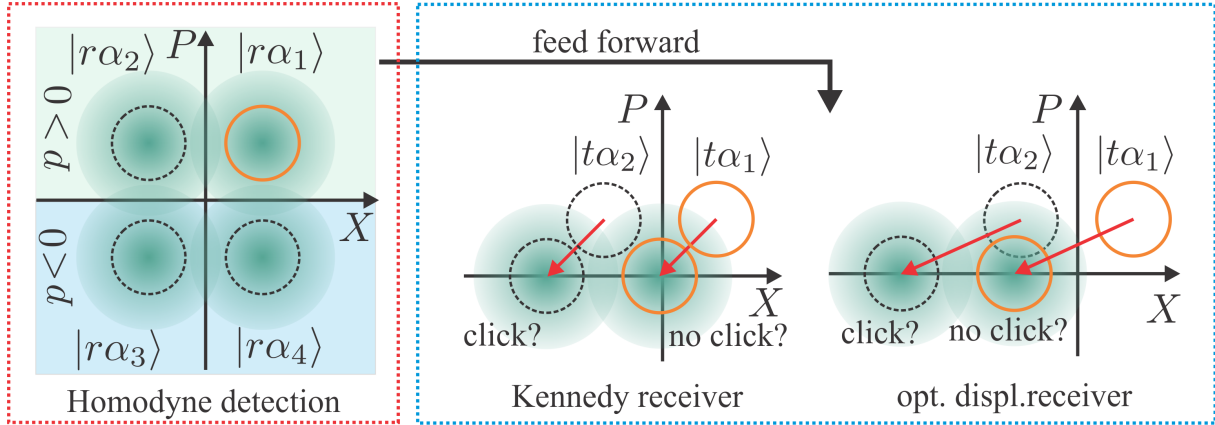 |rα₂⟩ P |rα₁⟩
p > 0
X
p<0
|rα₃⟩ |rα₄⟩
Homodyne detection
feed forward
P
|tα₂⟩ |tα₁⟩
X
click? no click?
Kennedy receiver
P
|tα₂⟩ |tα₁⟩
X
click? no click?
opt. displ.receiver